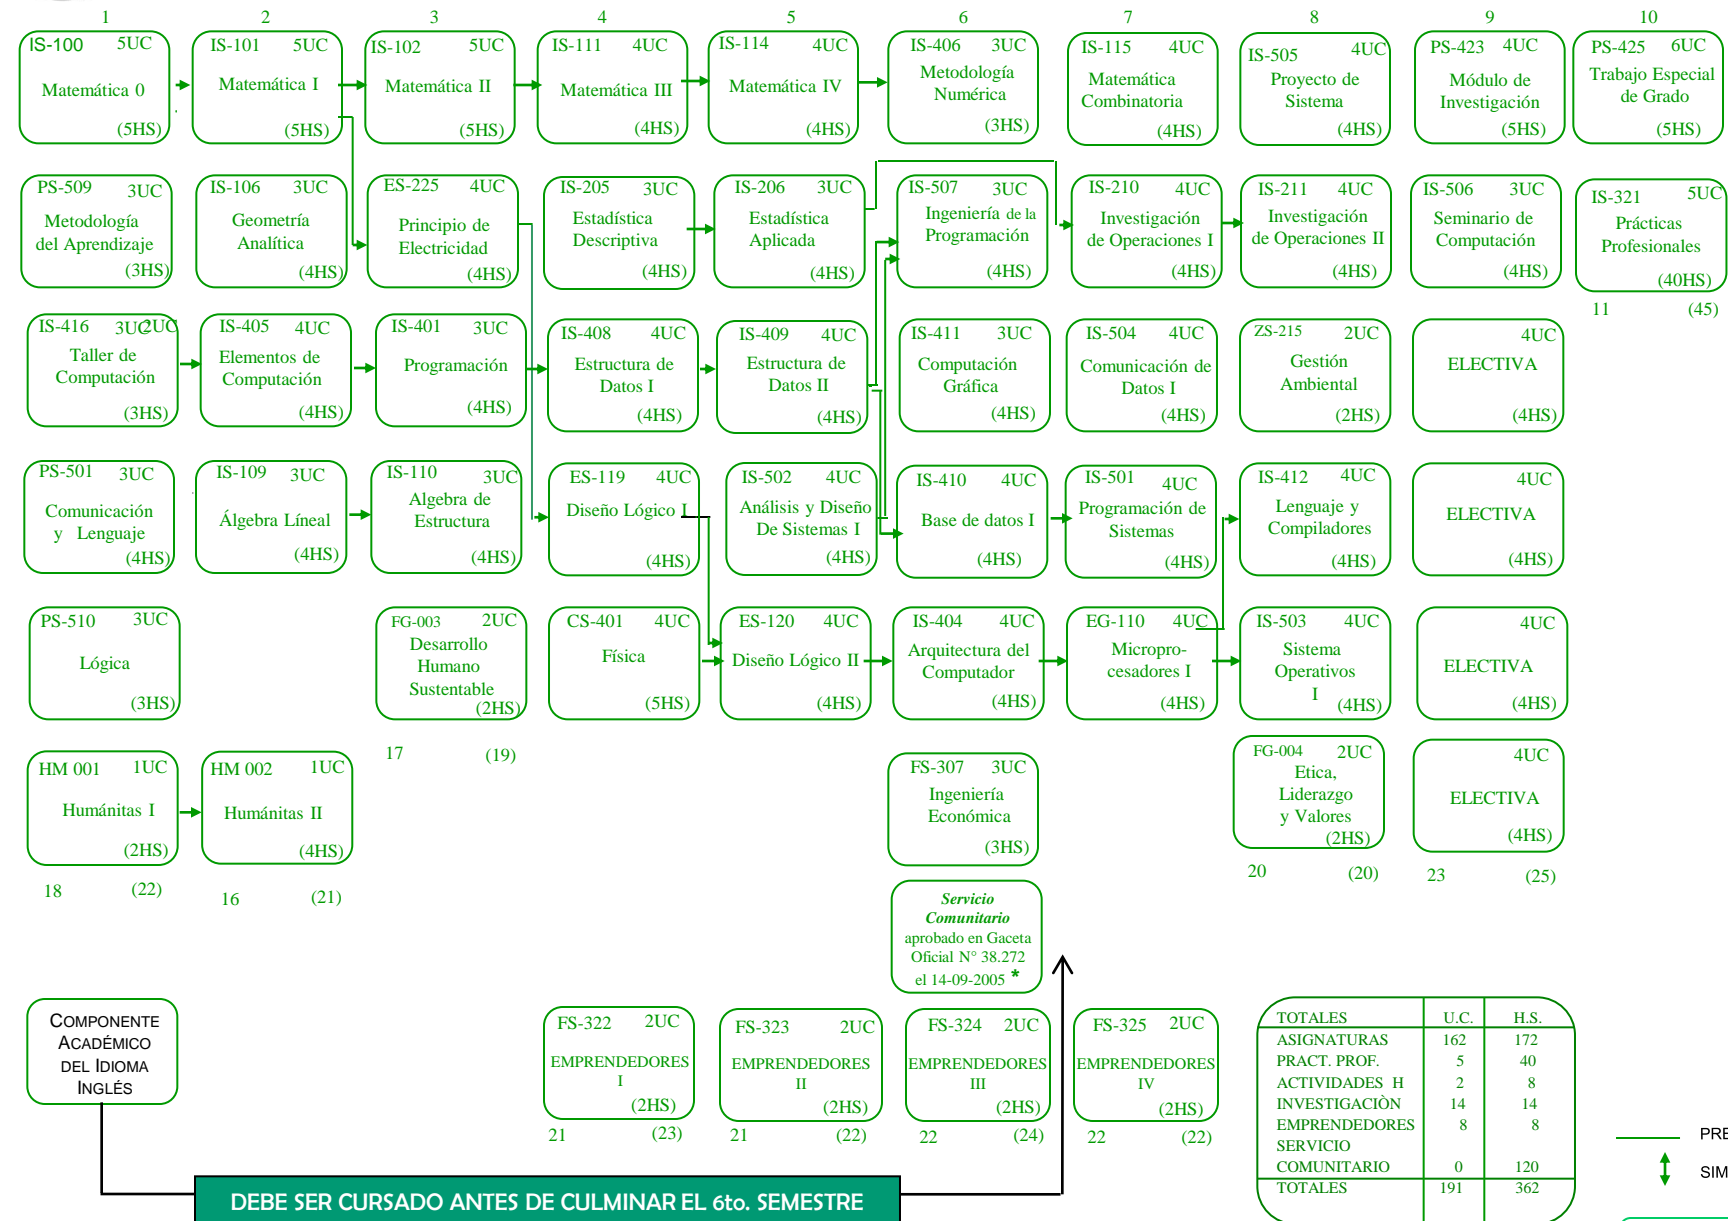 1 2 3 4 5 6 7 8 9 10
IS-100 5UC
Matemática 0
(5HS)
IS-101 5UC
Matemática I
(5HS)
IS-102 5UC
Matemática II
(5HS)
IS-111 4UC
Matemática III
(4HS)
IS-114 4UC
Matemática IV
(4HS)
IS-406 3UC
Metodología
Numérica
(3HS)
IS-115 4UC
Matemática
Combinatoria
(4HS)
IS-505 4UC
Proyecto de
Sistema
(4HS)
PS-423 4UC
Módulo de
Investigación
(5HS)
PS-425 6UC
Trabajo Especial
de Grado
(5HS)
PS-509 3UC
Metodología
del Aprendizaje
(3HS)
IS-106 3UC
Geometría
Analítica
(4HS)
ES-225 4UC
Principio de
Electricidad
(4HS)
IS-205 3UC
Estadística
Descriptiva
(4HS)
IS-206 3UC
Estadística
Aplicada
(4HS)
IS-507 3UC
Ingeniería de la
Programación
(4HS)
IS-210 4UC
Investigación
de Operaciones I
(4HS)
IS-211 4UC
Investigación
de Operaciones II
(4HS)
IS-506 3UC
Seminario de
Computación
(4HS)
IS-321 5UC
Prácticas
Profesionales
(40HS)
11 (45)
IS-416 3UC 2UC
Taller de
Computación
(3HS)
IS-405 4UC
Elementos de
Computación
(4HS)
IS-401 3UC
Programación
(4HS)
IS-408 4UC
Estructura de
Datos I
(4HS)
IS-409 4UC
Estructura de
Datos II
(4HS)
IS-411 3UC
Computación
Gráfica
(4HS)
IS-504 4UC
Comunicación de
Datos I
(4HS)
ZS-215 2UC
Gestión
Ambiental
(2HS)
4UC
ELECTIVA
(4HS)
PS-501 3UC
Comunicación
y Lenguaje
(4HS)
IS-109 3UC
Álgebra Líneal
(4HS)
IS-110 3UC
Algebra de
Estructura
(4HS)
ES-119 4UC
Diseño Lógico I
(4HS)
IS-502 4UC
Análisis y Diseño
De Sistemas I
(4HS)
IS-410 4UC
Base de datos I
(4HS)
IS-501 4UC
Programación de
Sistemas
(4HS)
IS-412 4UC
Lenguaje y
Compiladores
(4HS)
4UC
ELECTIVA
(4HS)
PS-510 3UC
Lógica
(3HS)
FG-003 2UC
Desarrollo
Humano
Sustentable
(2HS)
17 (19)
CS-401 4UC
Física
(5HS)
ES-120 4UC
Diseño Lógico II
(4HS)
IS-404 4UC
Arquitectura del
Computador
(4HS)
EG-110 4UC
Micropro-
cesadores I
(4HS)
IS-503 4UC
Sistema
Operativos
I
(4HS)
4UC
ELECTIVA
(4HS)
HM 001 1UC
Humánitas I
(2HS)
18 (22)
HM 002 1UC
Humánitas II
(4HS)
16 (21)
FS-307 3UC
Ingeniería
Económica
(3HS)
FG-004 2UC
Etica,
Liderazgo
y Valores
(2HS)
20 (20)
4UC
ELECTIVA
(4HS)
23 (25)
Servicio
Comunitario
aprobado en Gaceta
Oficial N° 38.272
el 14-09-2005 *
COMPONENTE
ACADÉMICO
DEL IDIOMA
INGLÉS
FS-322 2UC
EMPRENDEDORES
I
(2HS)
21 (23)
FS-323 2UC
EMPRENDEDORES
II
(2HS)
21 (22)
FS-324 2UC
EMPRENDEDORES
III
(2HS)
22 (24)
FS-325 2UC
EMPRENDEDORES
IV
(2HS)
22 (22)
TOTALES U.C. H.S.
ASIGNATURAS 162 172
PRACT. PROF. 5 40
ACTIVIDADES H 2 8
INVESTIGACIÒN 14 14
EMPRENDEDORES 8 8
SERVICIO
COMUNITARIO 0 120
TOTALES 191 362
PRE
SIM
DEBE SER CURSADO ANTES DE CULMINAR EL 6to. SEMESTRE